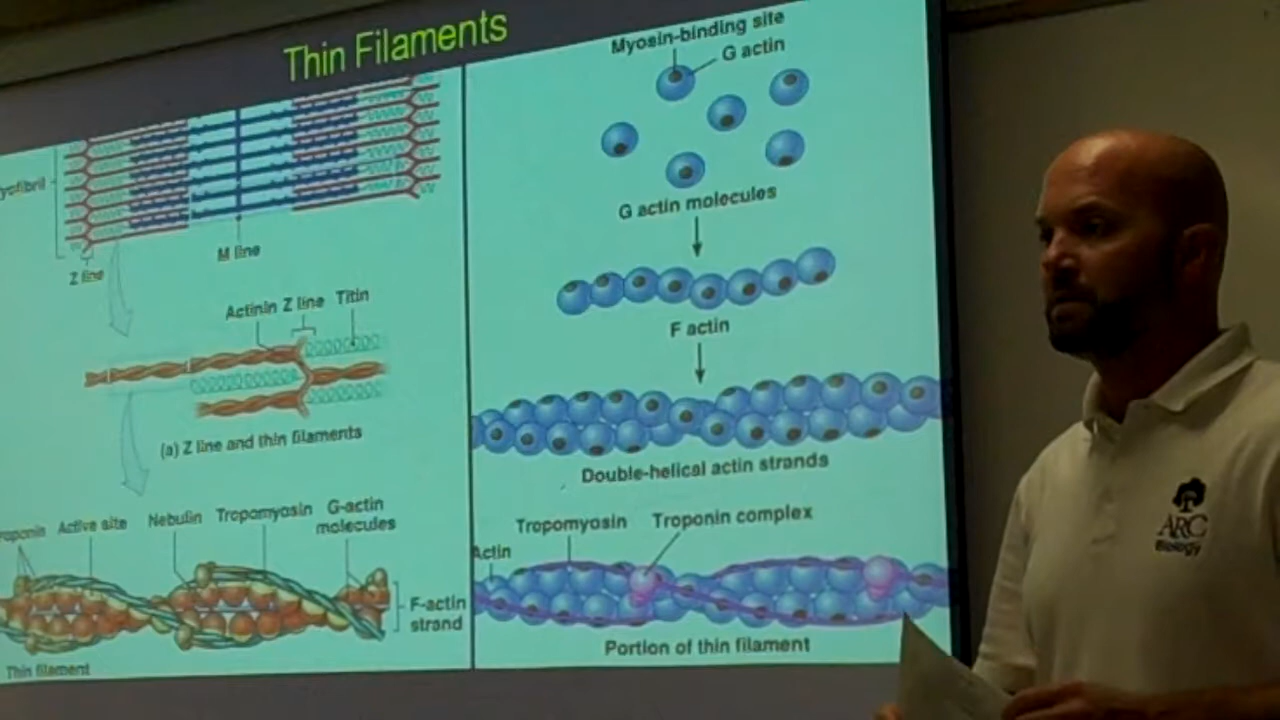 Thin Filaments
Z line
M line
Actinin Z line Titin
(a) Z line and thin filaments
Active site
Nebulin
Tropomyosin
G-actin
molecules
F-actin
strand
Thin filament
Myosin-binding site
G actin
G actin molecules
F actin
Double-helical actin strands
Tropomyosin
Troponin complex
Actin
Portion of thin filament
ARC
Biology